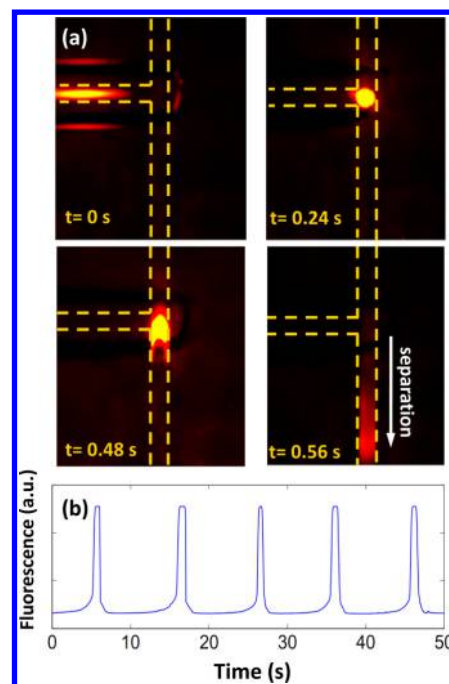 (a)
t= 0 s
t= 0.24 s
t= 0.48 s
t= 0.56 s
separation
(b)
Fluorescence (a.u.)
0 10 20 30 40 50
Time (s)